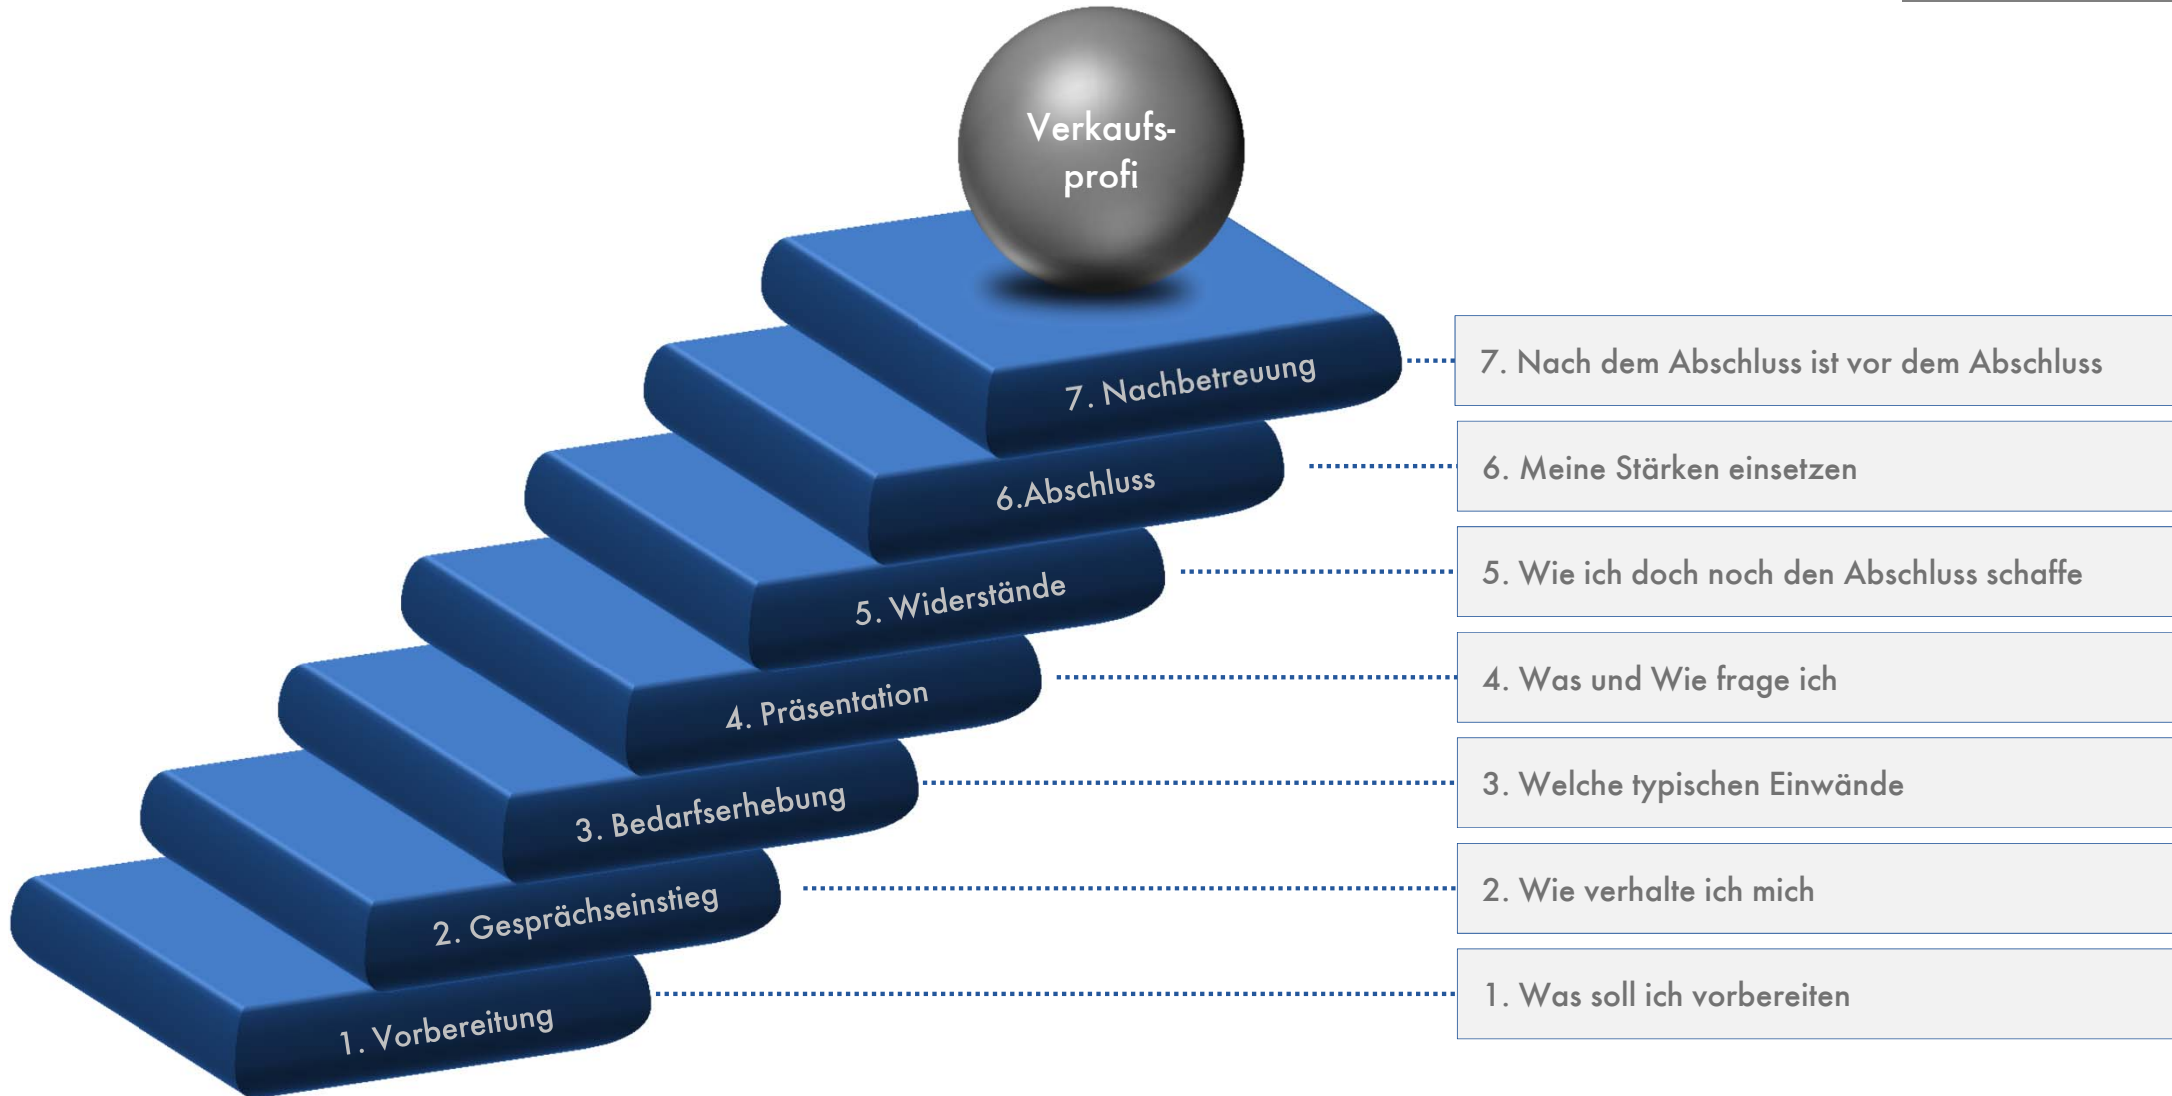 Verkaufs-
profi
7. Nachbetreuung
7. Nach dem Abschluss ist vor dem Abschluss
6.Abschluss
6. Meine Stärken einsetzen
5. Widerstände
5. Wie ich doch noch den Abschluss schaffe
4. Präsentation
4. Was und Wie frage ich
3. Bedarfserhebung
3. Welche typischen Einwände
2. Gesprächseinstieg
2. Wie verhalte ich mich
1. Vorbereitung
1. Was soll ich vorbereiten